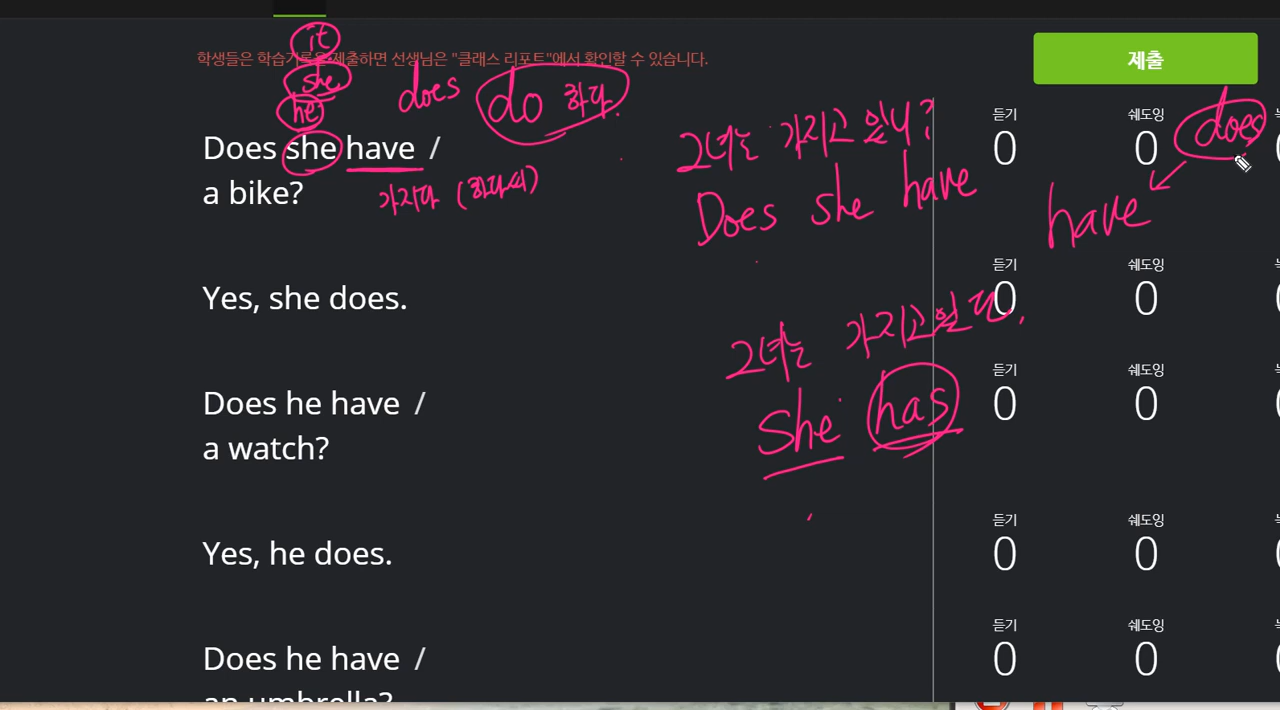 학생들은 학습기록을 제출하면 선생님은 "클래스 리포트"에서 확인할 수 있습니다.
제출
it
she
he
does do 하다.
Does she have /
a bike?
가지다 (하다씨)
그녀는 가지고 있니?
Does she have
듣기 쉐도잉
0 0 0
does
have
Yes, she does.
듣기 쉐도잉
0 0
그녀는 가지고있다.
She has
Does he have /
a watch?
듣기 쉐도잉
0 0
Yes, he does.
듣기 쉐도잉
0 0
Does he have /
an umbrella?
듣기 쉐도잉
0 0